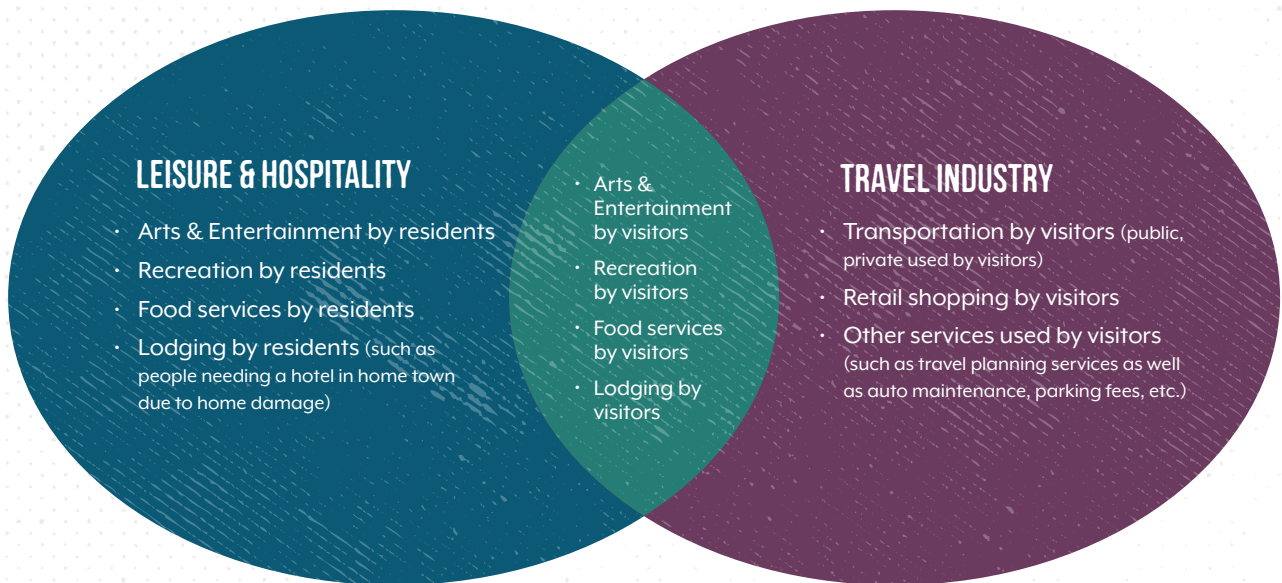 LEISURE & HOSPITALITY
· Arts & Entertainment by residents
· Recreation by residents
· Food services by residents
· Lodging by residents (such as
people needing a hotel in home town
due to home damage)
· Arts &
Entertainment
by visitors
· Recreation
by visitors
· Food services
by visitors
· Lodging by
visitors
TRAVEL INDUSTRY
· Transportation by visitors (public,
private used by visitors)
· Retail shopping by visitors
· Other services used by visitors
(such as travel planning services as well
as auto maintenance, parking fees, etc.)